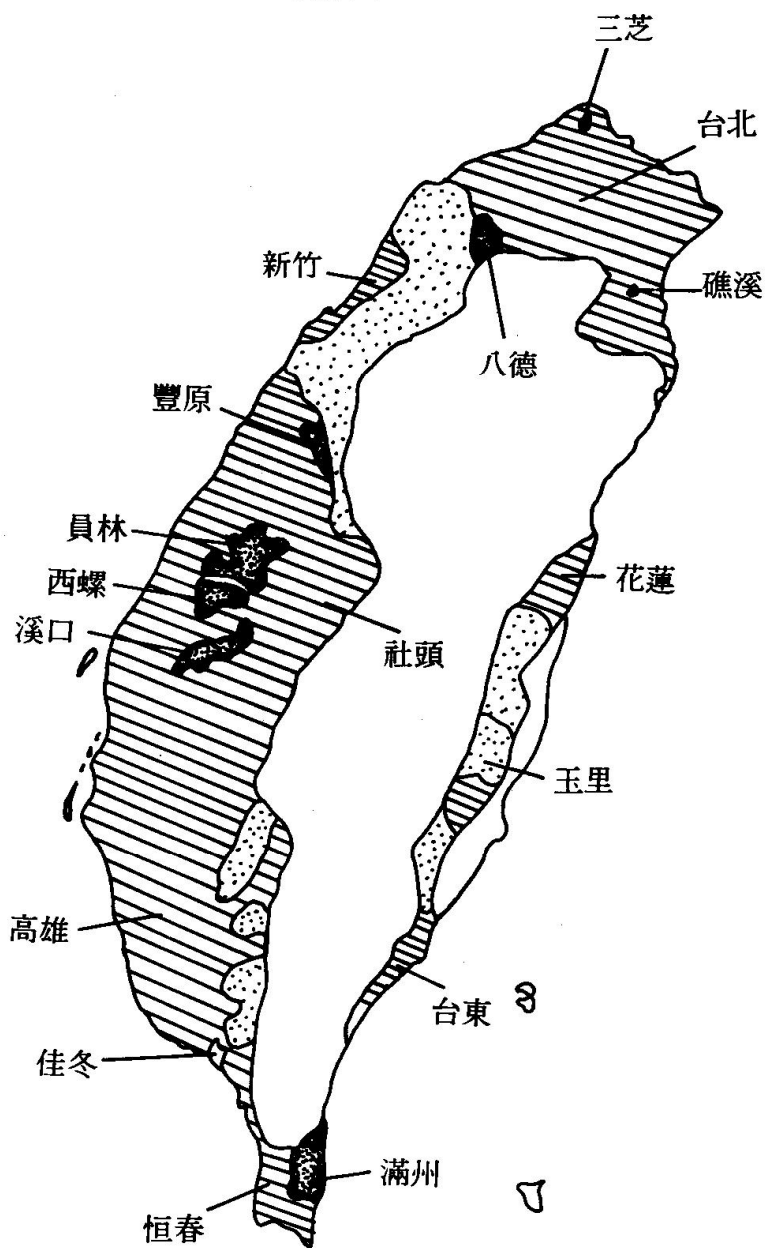 三芝
台北
新竹
礁溪
八德
豐原
員林
西螺
溪口
社頭
花蓮
玉里
高雄
台東
佳冬
滿州
恒春